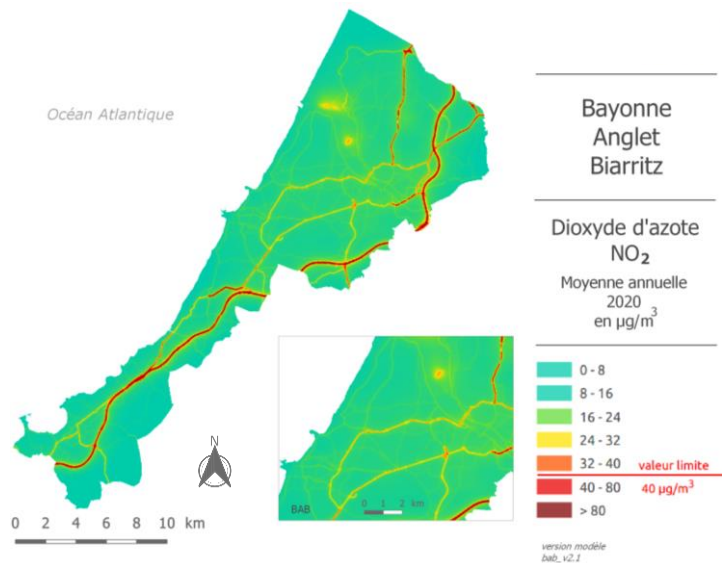 Océan Atlantique
Bayonne
Anglet
Biarritz
Dioxyde d'azote
NO₂
Moyenne annuelle
2020
en µg/m³
0 - 8
8 - 16
16 - 24
24 - 32
32 - 40
valeur limite
40 - 80
40 µg/m³
> 80
N
BAB
0 1 2 km
0 2 4 6 8 10 km
version modèle
bab_v2.1